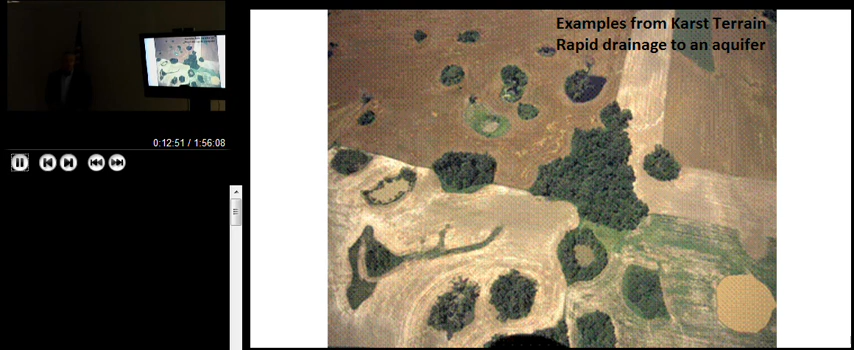 0:12:51 / 1:56:08
Examples from Karst Terrain
Rapid drainage to an aquifer